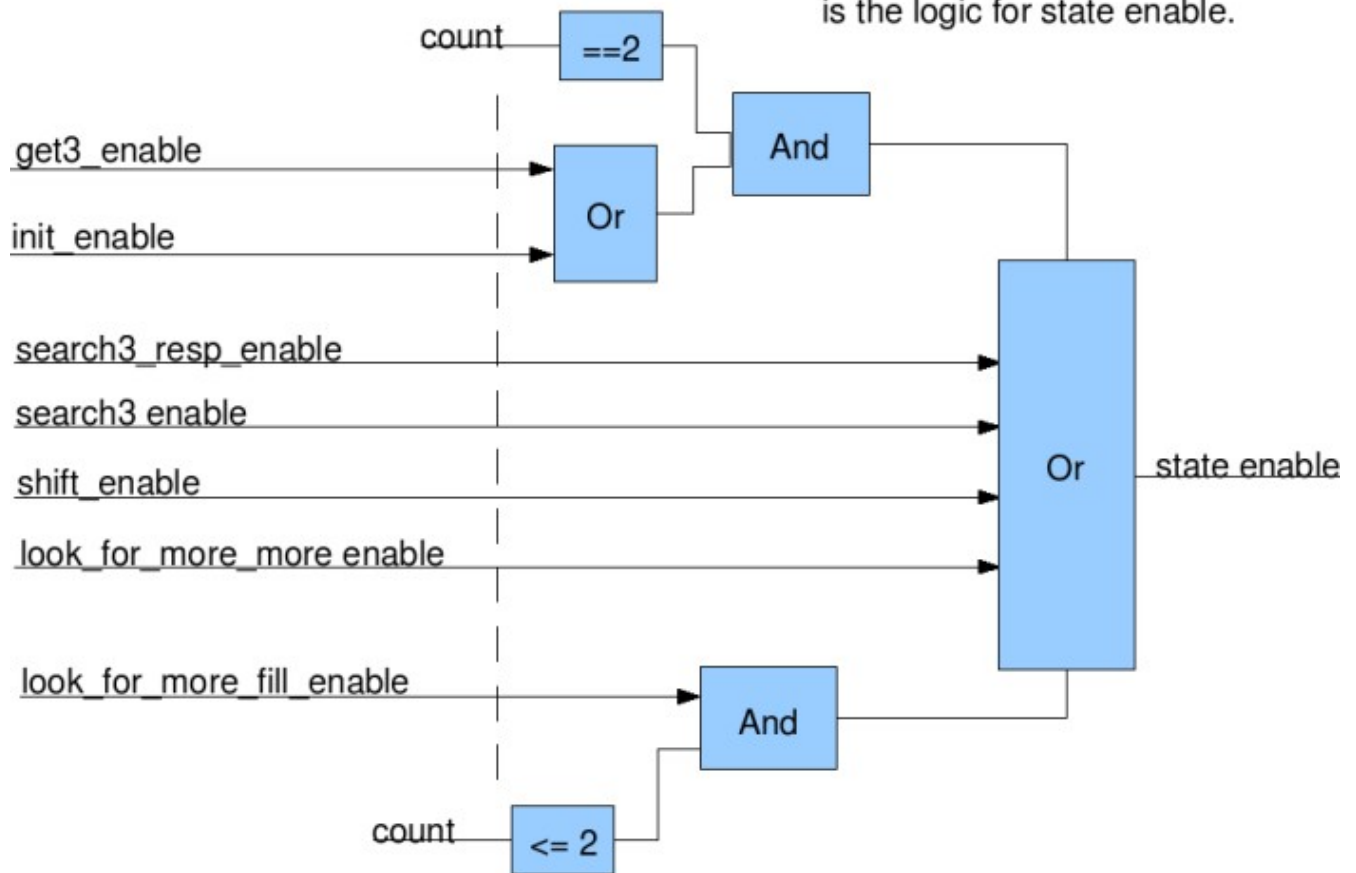 is the logic for state enable.
count
==2
And
get3_enable
Or
init_enable
search3_resp_enable
search3 enable
shift_enable
Or
state enable
look_for_more_more enable
look_for_more_fill_enable
And
count
<= 2